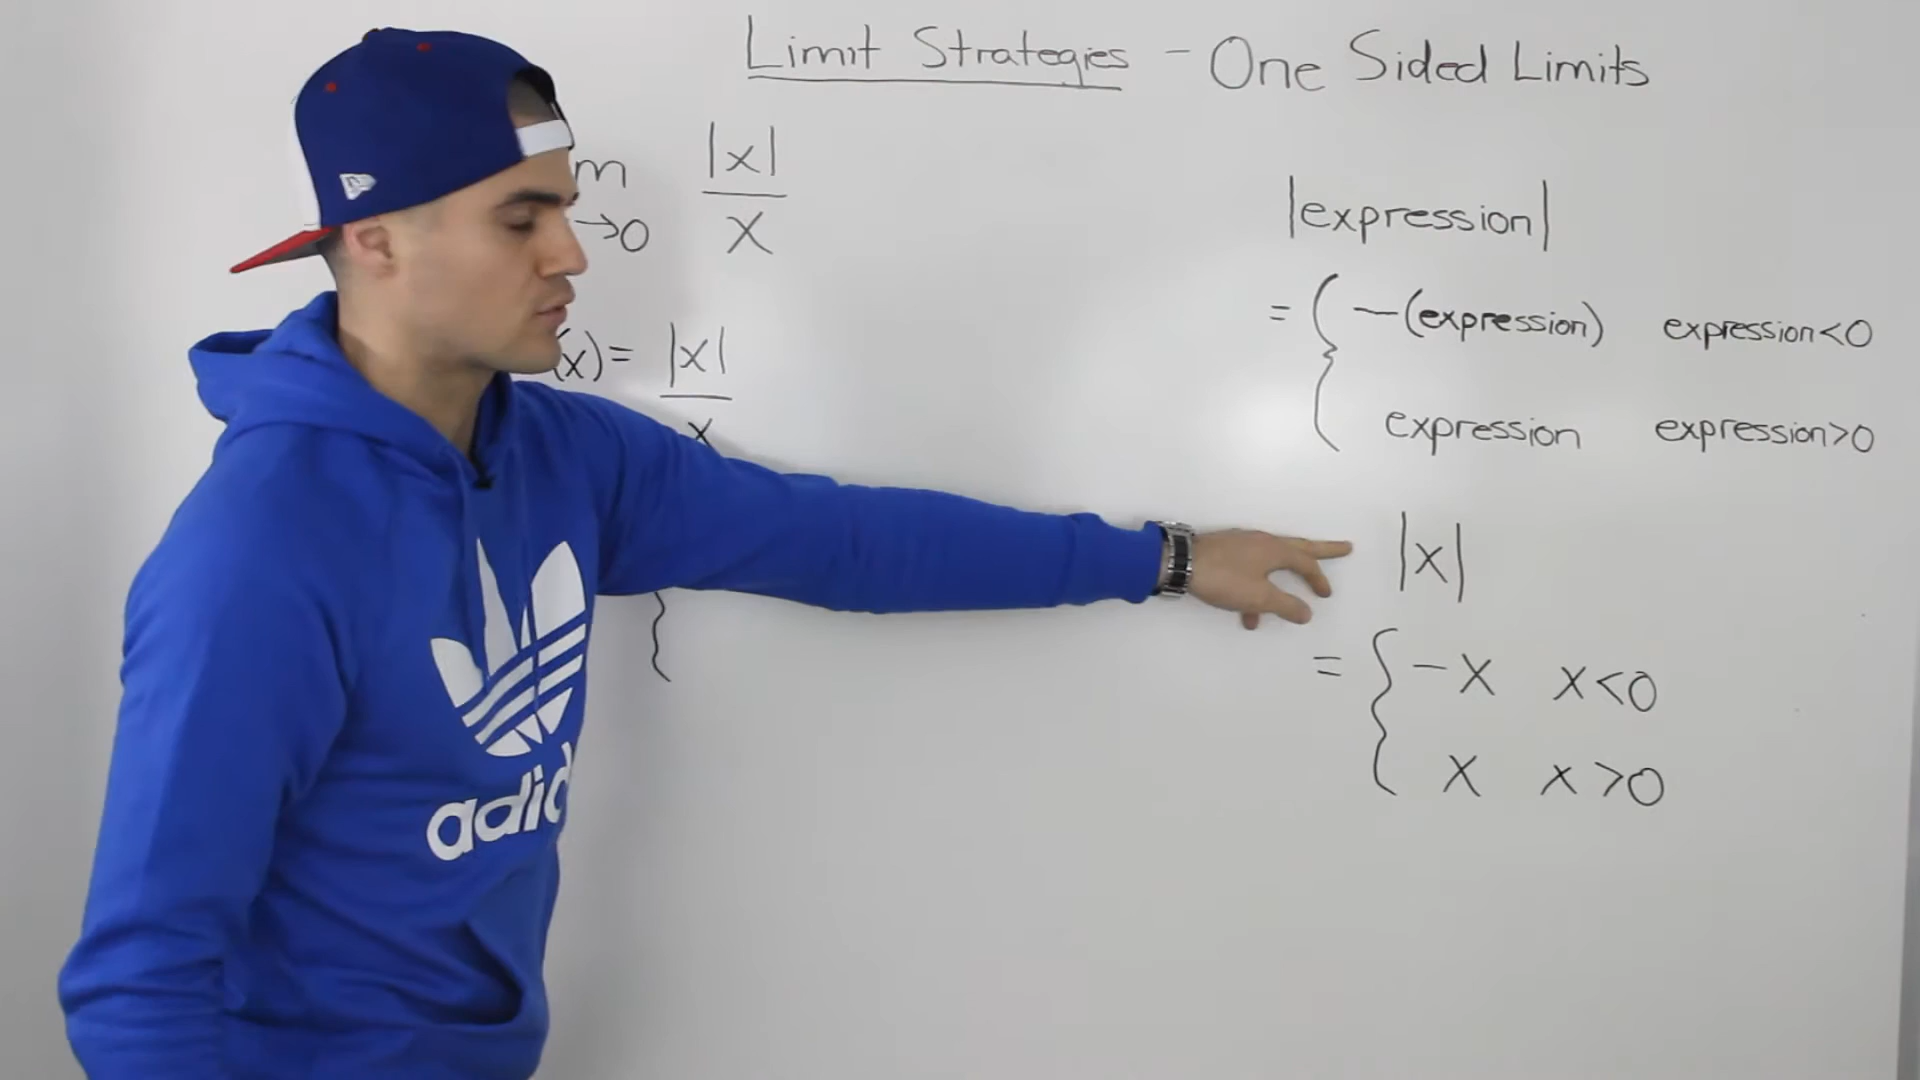 Limit Strategies - One Sided Limits
m |x|
→0 x
(x) = |x|
x
|expression|
= { -(expression) expression<0
expression expression>0
|x|
= { -x x<0
x x>0
adid